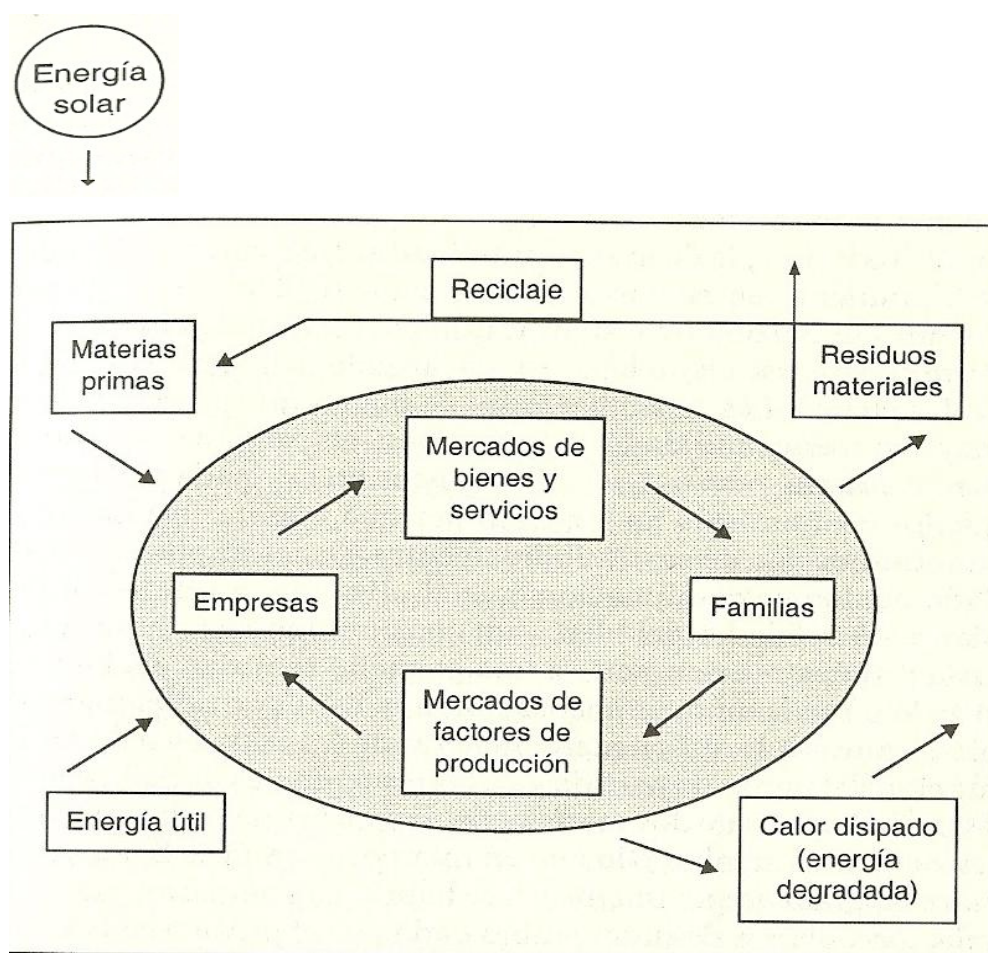 Energía
solar
Reciclaje
Materias
primas
Residuos
materiales
Mercados de
bienes y
servicios
Empresas
Familias
Mercados de
factores de
producción
Energía útil
Calor disipado
(energía
degradada)